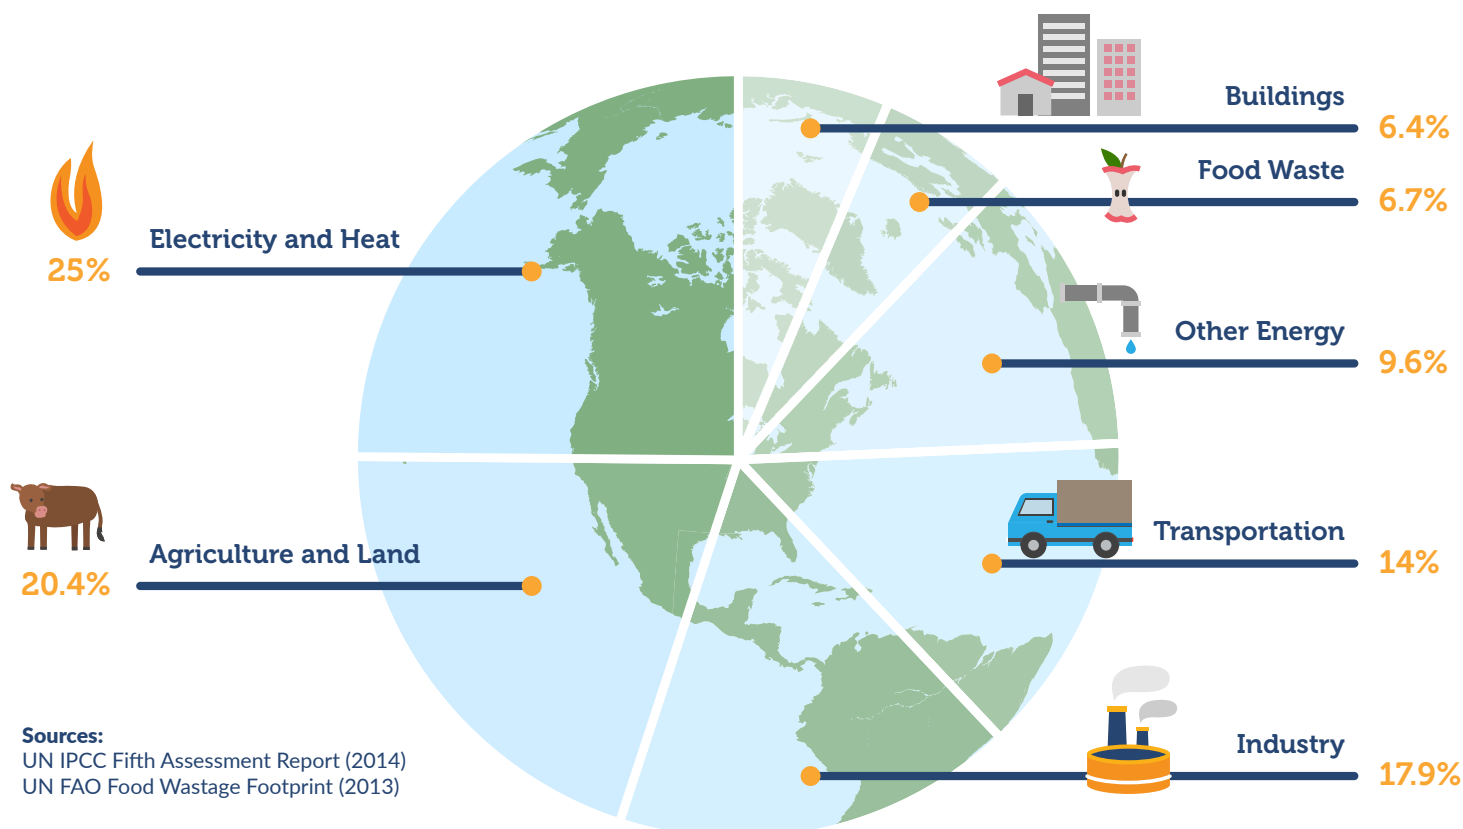 Buildings
6.4%
Food Waste
6.7%
Electricity and Heat
25%
Other Energy
9.6%
Transportation
14%
Agriculture and Land
20.4%
Industry
17.9%
Sources:
UN IPCC Fifth Assessment Report (2014)
UN FAO Food Wastage Footprint (2013)